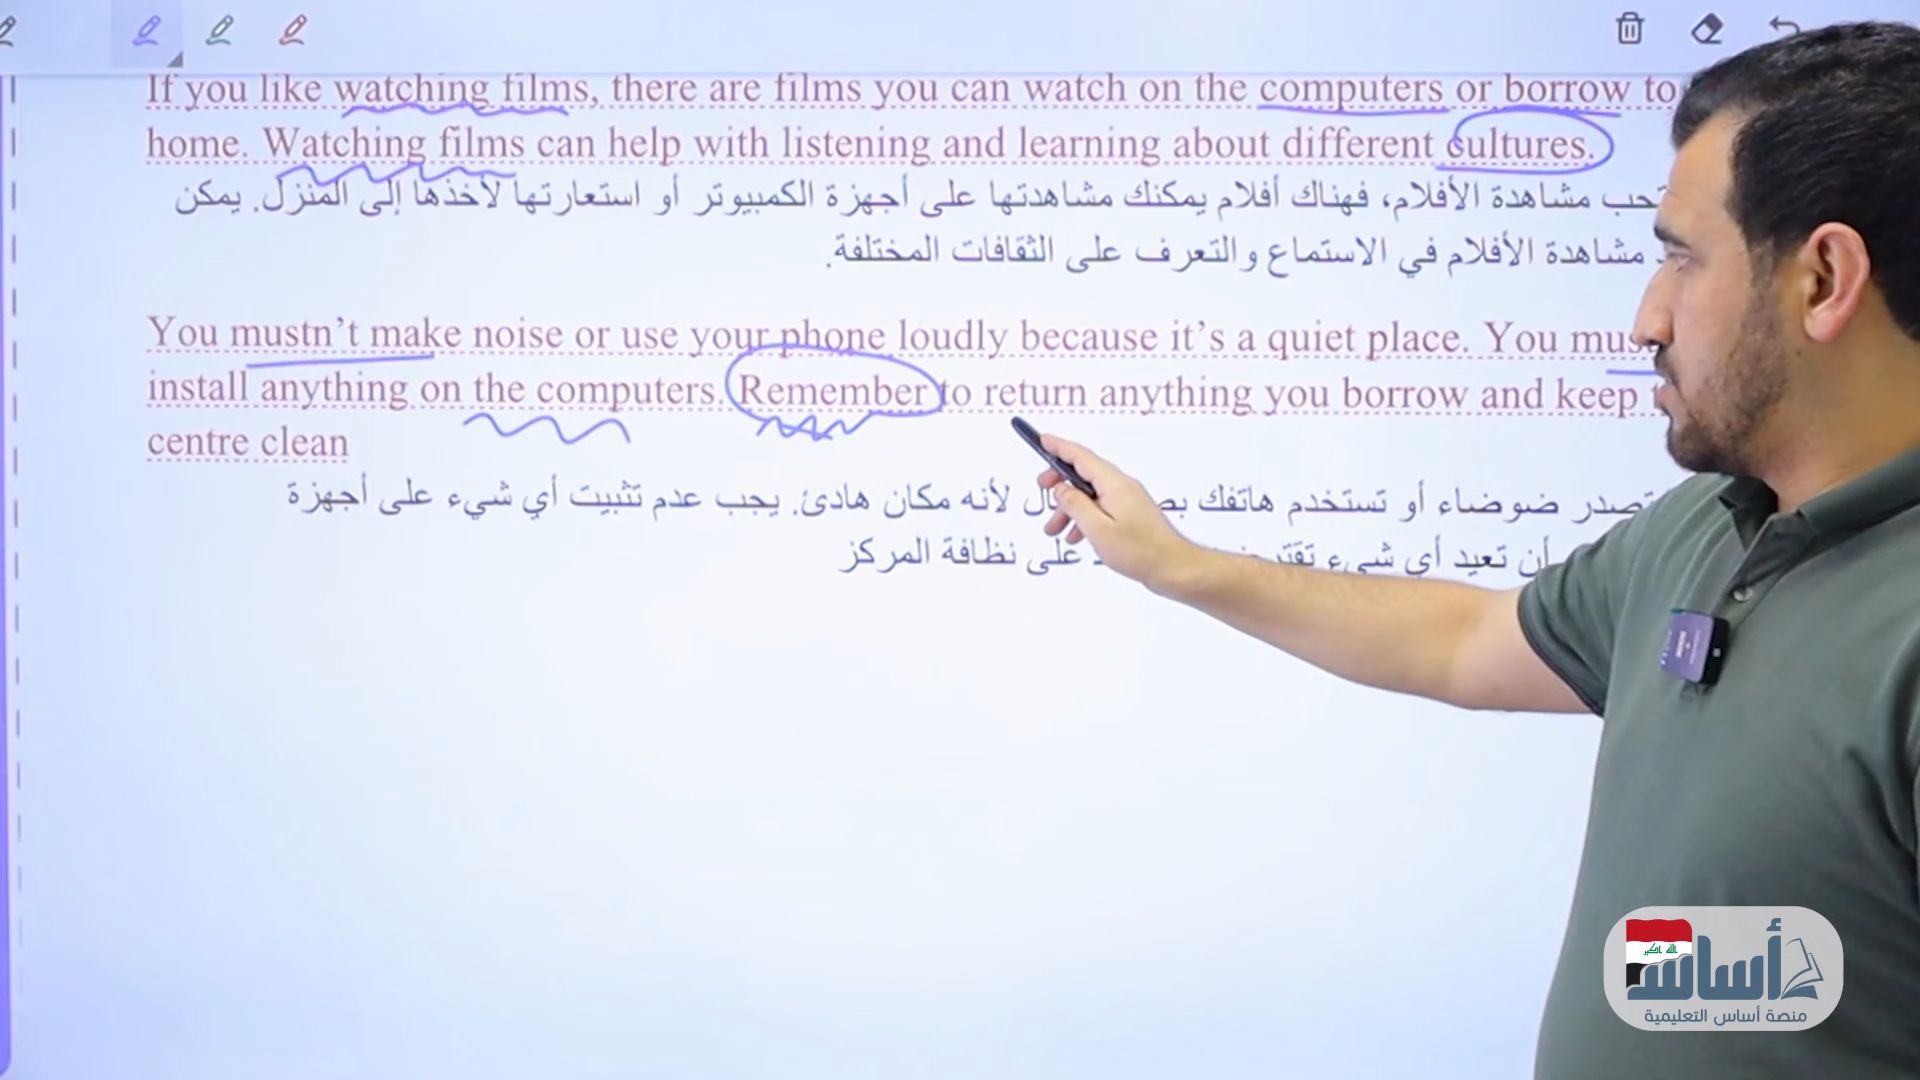 If you like watching films, there are films you can watch on the computers or borrow to
home. Watching films can help with listening and learning about different cultures.
تحب مشاهدة الأفلام، فهناك أفلام يمكنك مشاهدتها على أجهزة الكمبيوتر أو استعارتها لأخذها إلى المنزل. يمكن
مشاهدة الأفلام في الاستماع والتعرف على الثقافات المختلفة.
You mustn’t make noise or use your phone loudly because it’s a quiet place. You
install anything on the computers. Remember to return anything you borrow and keep
centre clean
تصدر ضوضاء أو تستخدم هاتفك لأنه مكان هادئ. يجب عدم تثبيت أي شيء على أجهزة
أن تعيد أي شيء على نظافة المركز
أساس
منصة أساس التعليمية